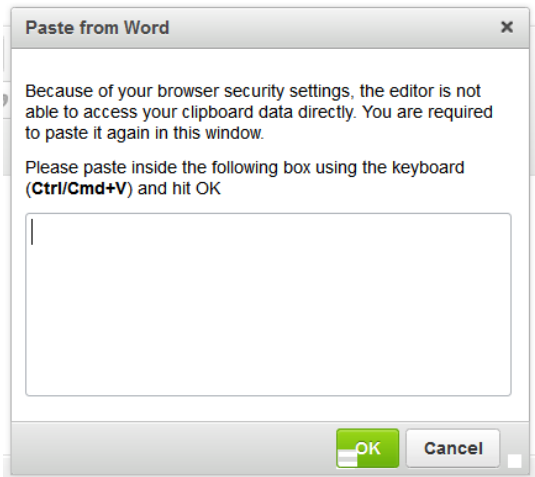 Paste from Word
Because of your browser security settings, the editor is not
able to access your clipboard data directly. You are required
to paste it again in this window.
Please paste inside the following box using the keyboard
(Ctrl/Cmd+V) and hit OK
OK Cancel